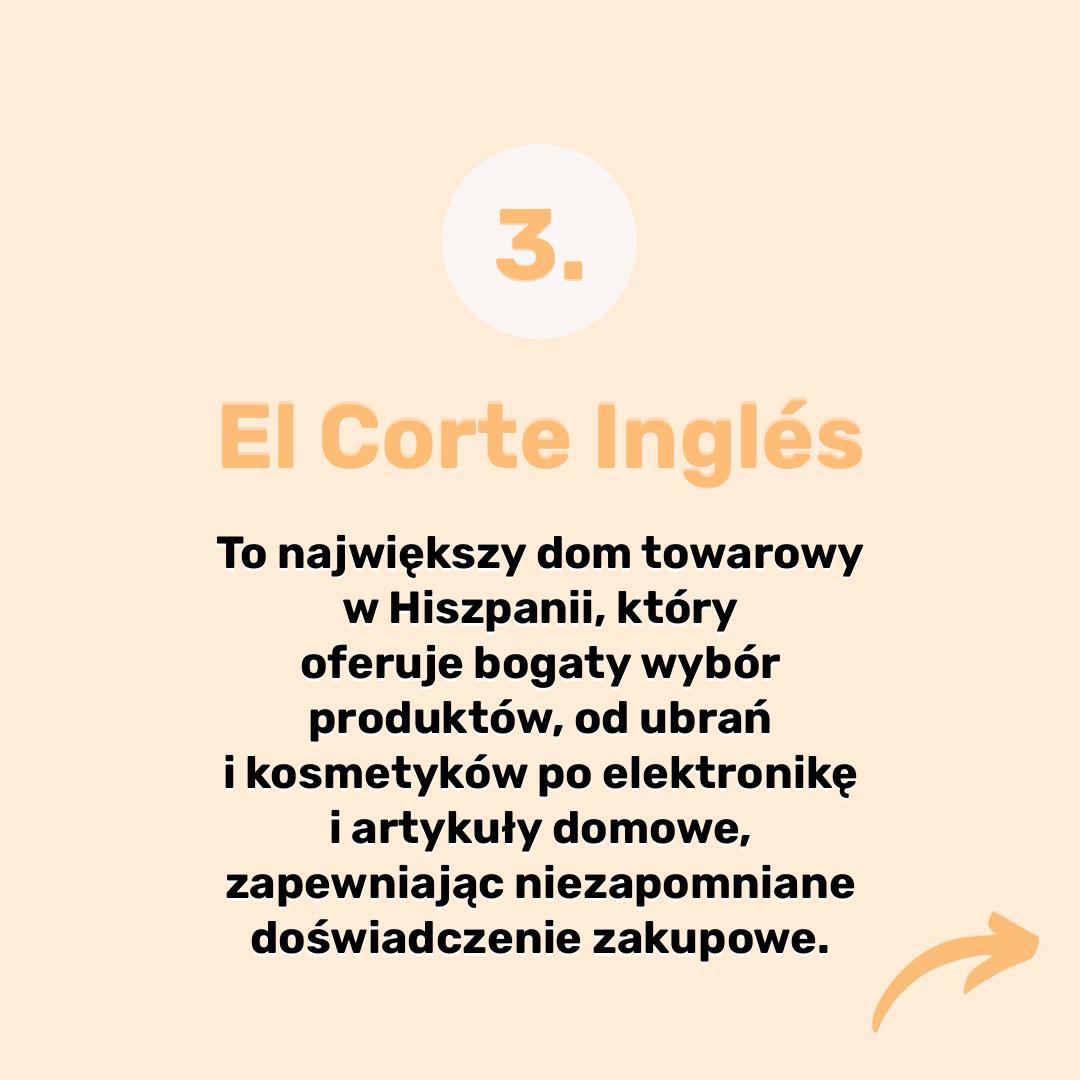 3.
El Corte Inglés
To największy dom towarowy
w Hiszpanii, który
oferuje bogaty wybór
produktów, od ubrań
i kosmetyków po elektronikę
i artykuły domowe,
zapewniając niezapomniane
doświadczenie zakupowe.